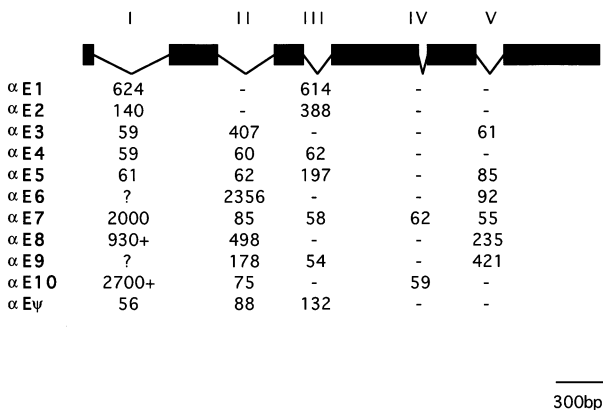 I II III IV V
αE1 624 - 614 - -
αE2 140 - 388 - -
αE3 59 407 - - 61
αE4 59 60 62 - -
αE5 61 62 197 - 85
αE6 ? 2356 - - 92
αE7 2000 85 58 62 55
αE8 930+ 498 - - 235
αE9 ? 178 54 - 421
αE10 2700+ 75 - 59 -
αEψ 56 88 132 - -
300bp